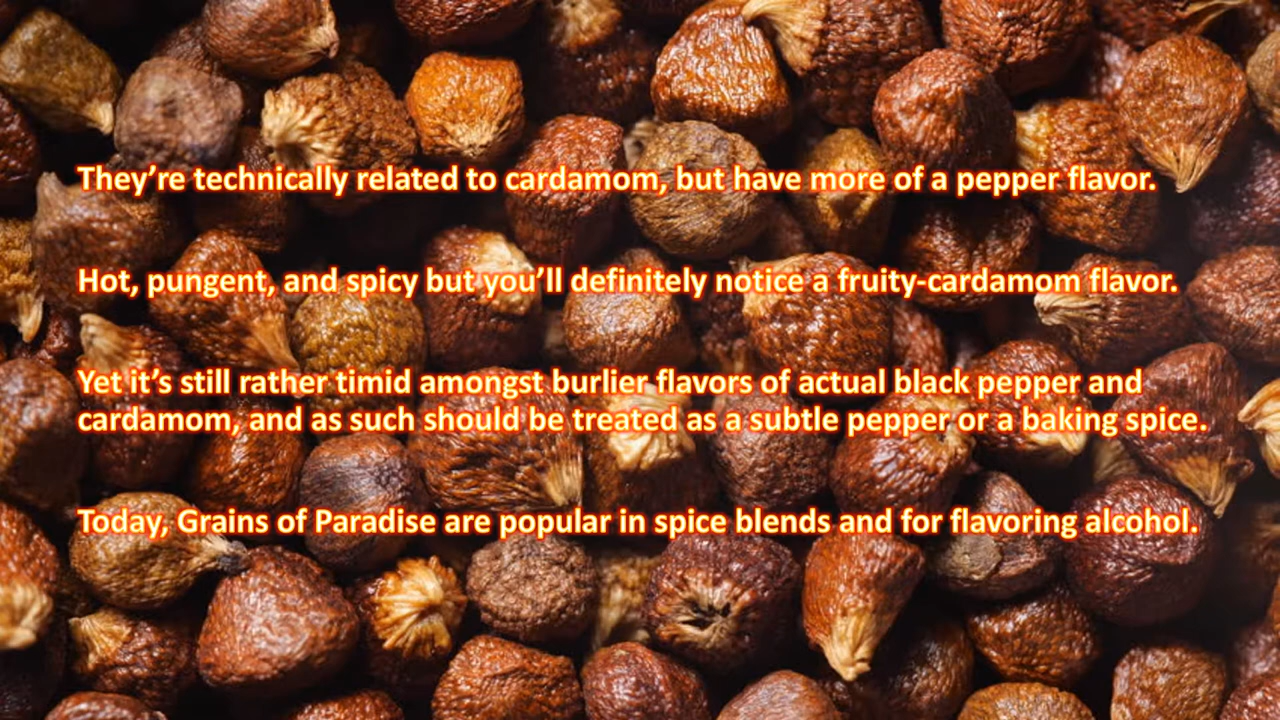 They’re technically related to cardamom, but have more of a pepper flavor.
Hot, pungent, and spicy but you’ll definitely notice a fruity-cardamom flavor.
Yet it’s still rather timid amongst burlier flavors of actual black pepper and
cardamom, and as such should be treated as a subtle pepper or a baking spice.
Today, Grains of Paradise are popular in spice blends and for flavoring alcohol.